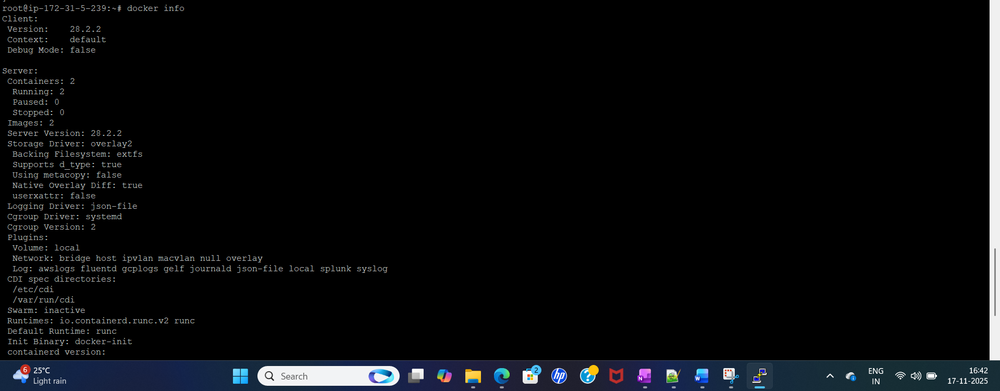 root@ip-172-31-5-239:~# docker info
Client:
 Version:    28.2.2
 Context:    default
 Debug Mode: false

Server:
 Containers: 2
  Running: 2
  Paused: 0
  Stopped: 0
 Images: 2
 Server Version: 28.2.2
 Storage Driver: overlay2
  Backing Filesystem: extfs
  Supports d_type: true
  Using metacopy: false
  Native Overlay Diff: true
  userxattr: false
 Logging Driver: json-file
 Cgroup Driver: systemd
 Cgroup Version: 2
 Plugins:
  Volume: local
  Network: bridge host ipvlan macvlan null overlay
  Log: awslogs fluentd gcplogs gelf journald json-file local splunk syslog
 CDI spec directories:
  /etc/cdi
  /var/run/cdi
 Swarm: inactive
 Runtimes: io.containerd.runc.v2 runc
 Default Runtime: runc
 Init Binary: docker-init
 containerd version:
6
25°C
Light rain
Search
2
hp
?
N
W
ENG
IN
16:42
17-11-2025